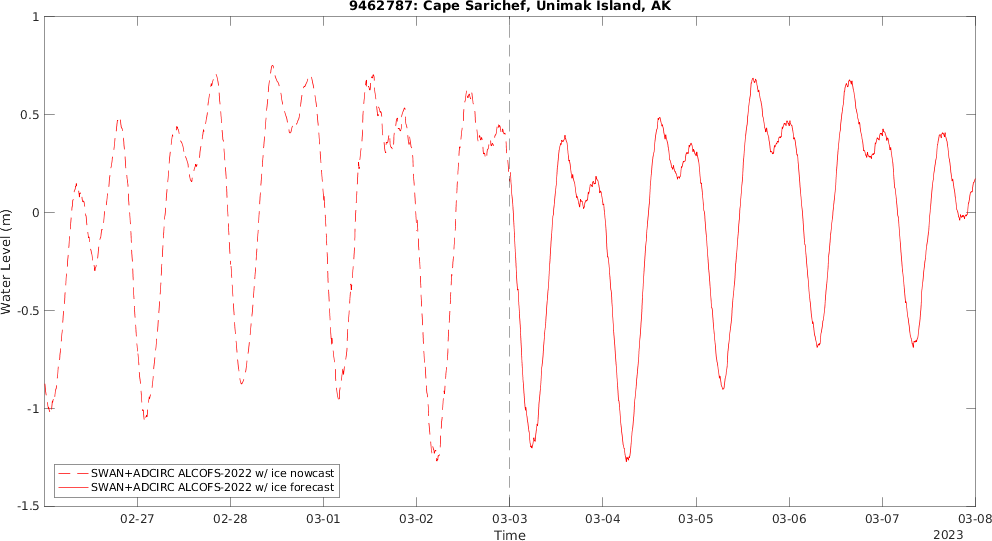 9462787: Cape Sarichef, Unimak Island, AK
Water Level (m)
1
0.5
0
-0.5
-1
-1.5
SWAN+ADCIRC ALCOFS-2022 w/ ice nowcast
SWAN+ADCIRC ALCOFS-2022 w/ ice forecast
02-27 02-28 03-01 03-02 03-03 03-04 03-05 03-06 03-07 03-08
Time
2023